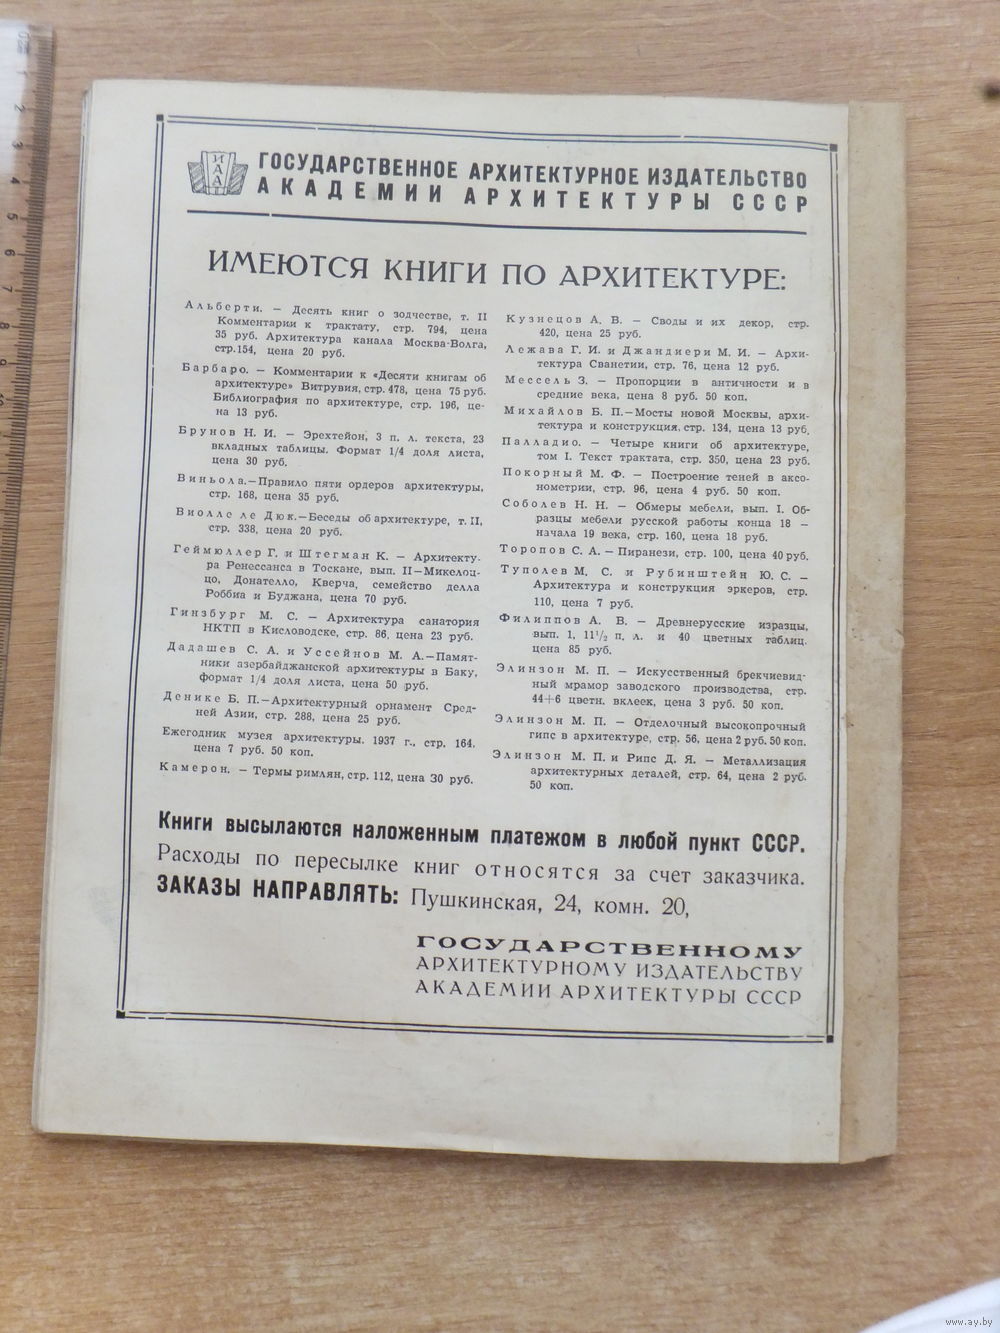 ИАА
ГОСУДАРСТВЕННОЕ АРХИТЕКТУРНОЕ ИЗДАТЕЛЬСТВО
АКАДЕМИИ АРХИТЕКТУРЫ СССР
ИМЕЮТСЯ КНИГИ ПО АРХИТЕКТУРЕ:
Альберти. — Десять книг о зодчестве, т. II
Комментарии к трактату, стр. 794, цена
35 руб. Архитектура канала Москва-Волга,
стр.154, цена 20 руб.
Барбаро. — Комментарии к «Десяти книгам об
архитектуре» Витрувия, стр. 478, цена 75 руб.
Библиография по архитектуре, стр. 196, це-
на 13 руб.
Брунов Н. И. — Эрехтейон, 3 п. л. текста, 23
вкладных таблицы. Формат 1/4 доля листа,
цена 30 руб.
Виньола.—Правило пяти ордеров архитектуры,
стр. 168, цена 35 руб.
Виолле ле Дюк.—Беседы об архитектуре, т. II,
стр. 338, цена 20 руб.
Геймюллер Г. и Штегман К. — Архитекту-
ра Ренессанса в Тоскане, вып. II—Микелоц-
цо, Донателло, Кверча, семейство делла
Роббиа и Буджана, цена 70 руб.
Гинзбург М. С. — Архитектура санатория
НКТП в Кисловодске, стр. 86, цена 23 руб.
Дадашев С. А. и Уссейнов М. А.—Памят-
ники азербайджанской архитектуры в Баку,
формат 1/4 доля листа, цена 50 руб.
Денике Б. П.—Архитектурный орнамент Сред-
ней Азии, стр. 288, цена 25 руб.
Ежегодник музея архитектуры. 1937 г., стр. 164,
цена 7 руб. 50 коп.
Камерон. — Термы римлян, стр. 112, цена 30 руб.
Кузнецов А. В. — Своды и их декор, стр.
420, цена 25 руб.
Лежава Г. И. и Джандиери М. И. — Архи-
тектура Сванетии, стр. 76, цена 12 руб.
Мессель Э. — Пропорции в античности и в
средние века, цена 8 руб. 50 коп.
Михайлов Б. П.—Мосты новой Москвы, архи-
тектура и конструкция, стр. 134, цена 13 руб.
Палладио. — Четыре книги об архитектуре,
том I. Текст трактата, стр. 350, цена 23 руб.
Покорный М. Ф. — Построение теней в аксо-
нометрии, стр. 96, цена 4 руб. 50 коп.
Соболев Н. Н. — Обмеры мебели, вып. I. Об-
разцы мебели русской работы конца 18 —
начала 19 века, стр. 160, цена 18 руб.
Торопов С. А.— Пиранези, стр. 100, цена 40 руб.
Туполев М. С. и Рубинштейн Ю. С. —
Архитектура и конструкция эркеров, стр.
110, цена 7 руб.
Филиппов А. В. — Древнерусские изразцы,
вып. 1, 11 1/2 п. л. и 40 цветных таблиц.
цена 85 руб.
Элинзон М. П. — Искусственный брекчиевид-
ный мрамор заводского производства, стр.
44+6 цветн. вклеек, цена 3 руб. 50 коп.
Элинзон М. П. — Отделочный высокопрочный
гипс в архитектуре, стр. 56, цена 2 руб. 50 коп.
Элинзон М. П. и Рипс Д. Я. — Металлизация
архитектурных деталей, стр. 64, цена 2 руб.
50 коп.
Книги высылаются наложенным платежом в любой пункт СССР.
Расходы по пересылке книг относятся за счет заказчика.
ЗАКАЗЫ НАПРАВЛЯТЬ: Пушкинская, 24, комн. 20,
ГОСУДАРСТВЕННОМУ
АРХИТЕКТУРНОМУ ИЗДАТЕЛЬСТВУ
АКАДЕМИИ АРХИТЕКТУРЫ СССР
www.ay.by